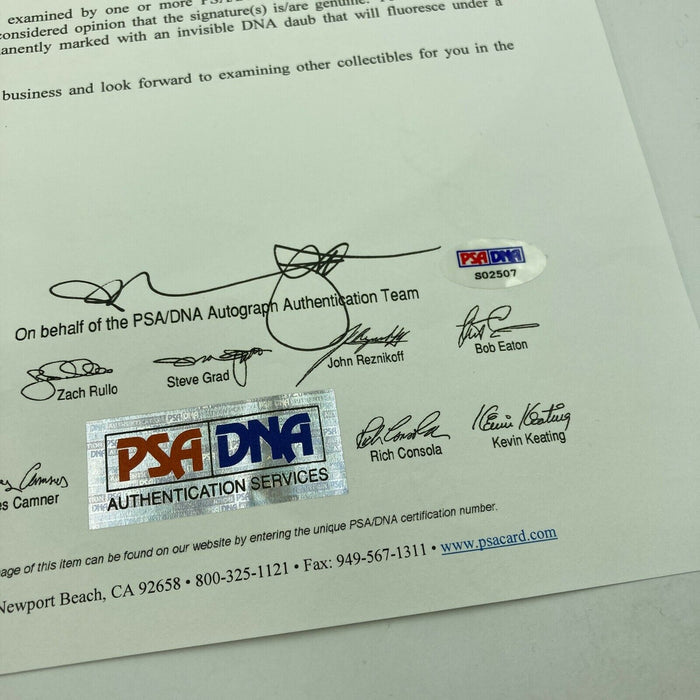 examined by one or more
considered opinion that the signature(s) is/are genuine.
manently marked with an invisible DNA daub that will fluoresce under a
business and look forward to examining other collectibles for you in the
PSA DNA
S02507
On behalf of the PSA/DNA Autograph Authentication Team
Zach Rullo
Steve Grad
John Reznikoff
Bob Eaton
es Camner
PSA DNA
AUTHENTICATION SERVICES
Rich Consola
Kevin Keating
age of this item can be found on our website by entering the unique PSA/DNA certification number.
Newport Beach, CA 92658 • 800-325-1121 • Fax: 949-567-1311 • www.psacard.com